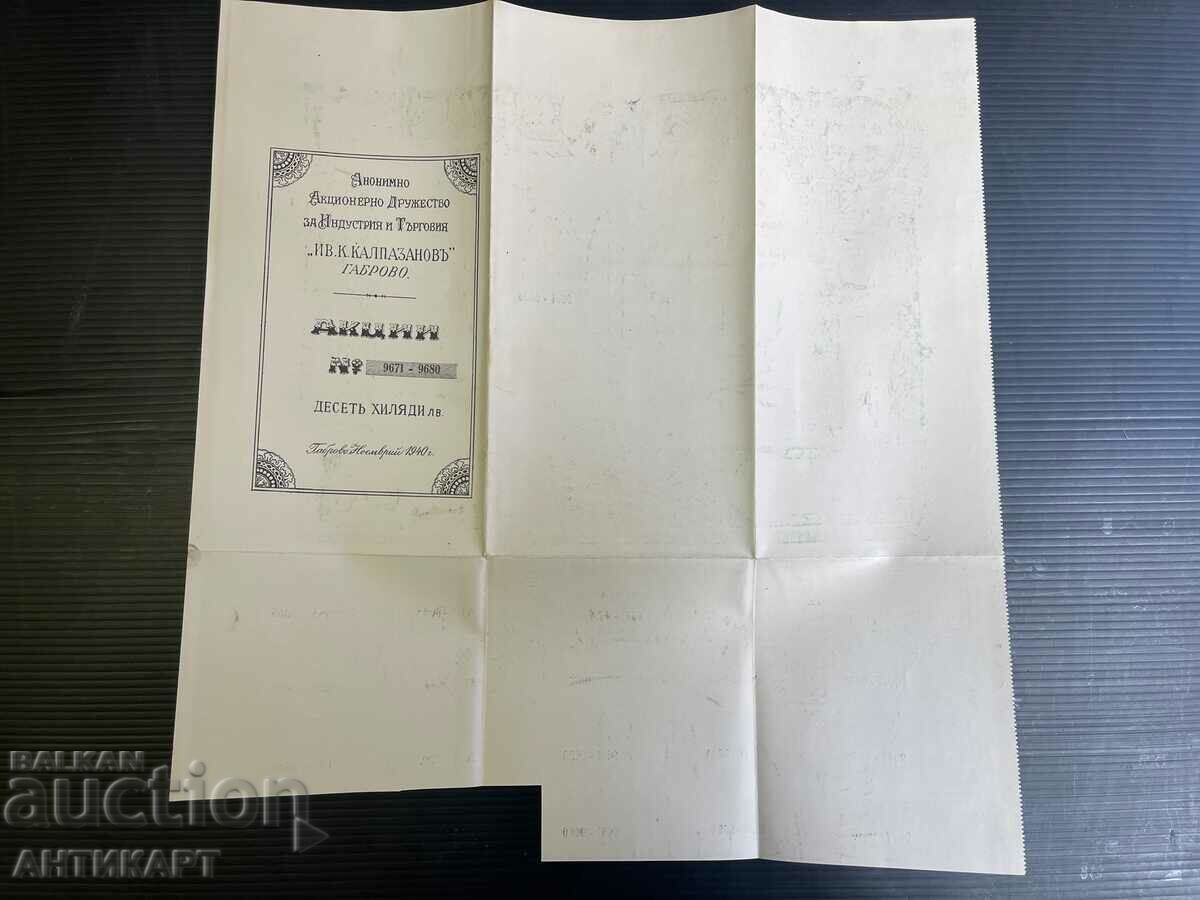 Анонимно
Акционерно Дружество
за Индустрия и Търговия
„ИВ.К.КАЛПАЗАНОВЪ"
ГАБРОВО.
АКЦИИ
№ 9671 - 9680
ДЕСЕТЬ ХИЛЯДИ ЛВ.
Габрово, Ноемврий 1940 г.
BALKAN
auction
АНТИКАРТ